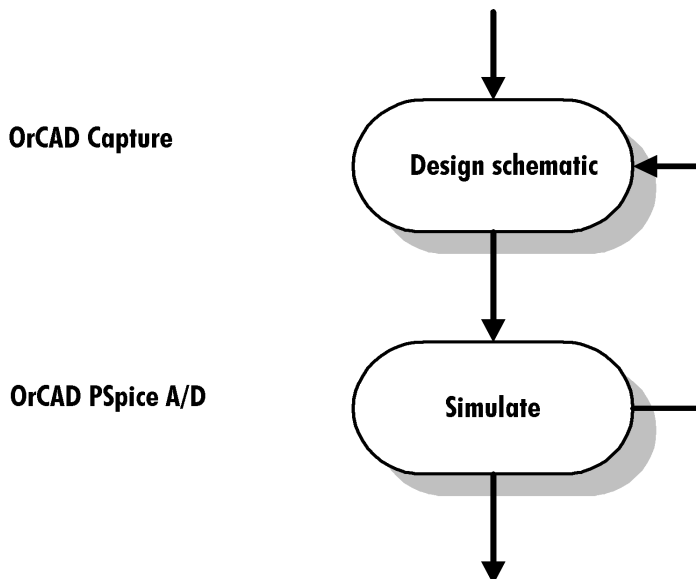 OrCAD Capture
Design schematic
OrCAD PSpice A/D
Simulate